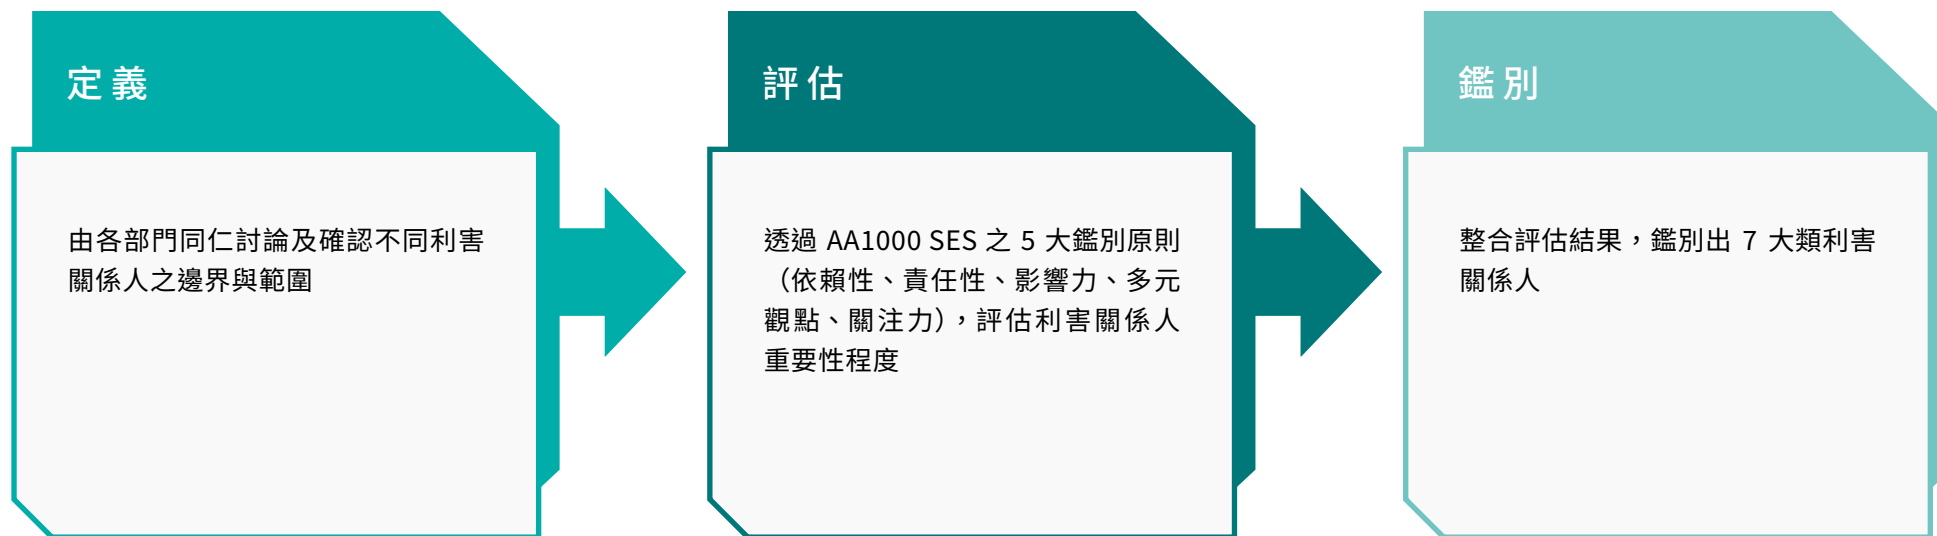 定義
由各部門同仁討論及確認不同利害
關係人之邊界與範圍
評估
透過 AA1000 SES 之 5 大鑑別原則
（依賴性、責任性、影響力、多元
觀點、關注力），評估利害關係人
重要性程度
鑑別
整合評估結果，鑑別出 7 大類利害
關係人